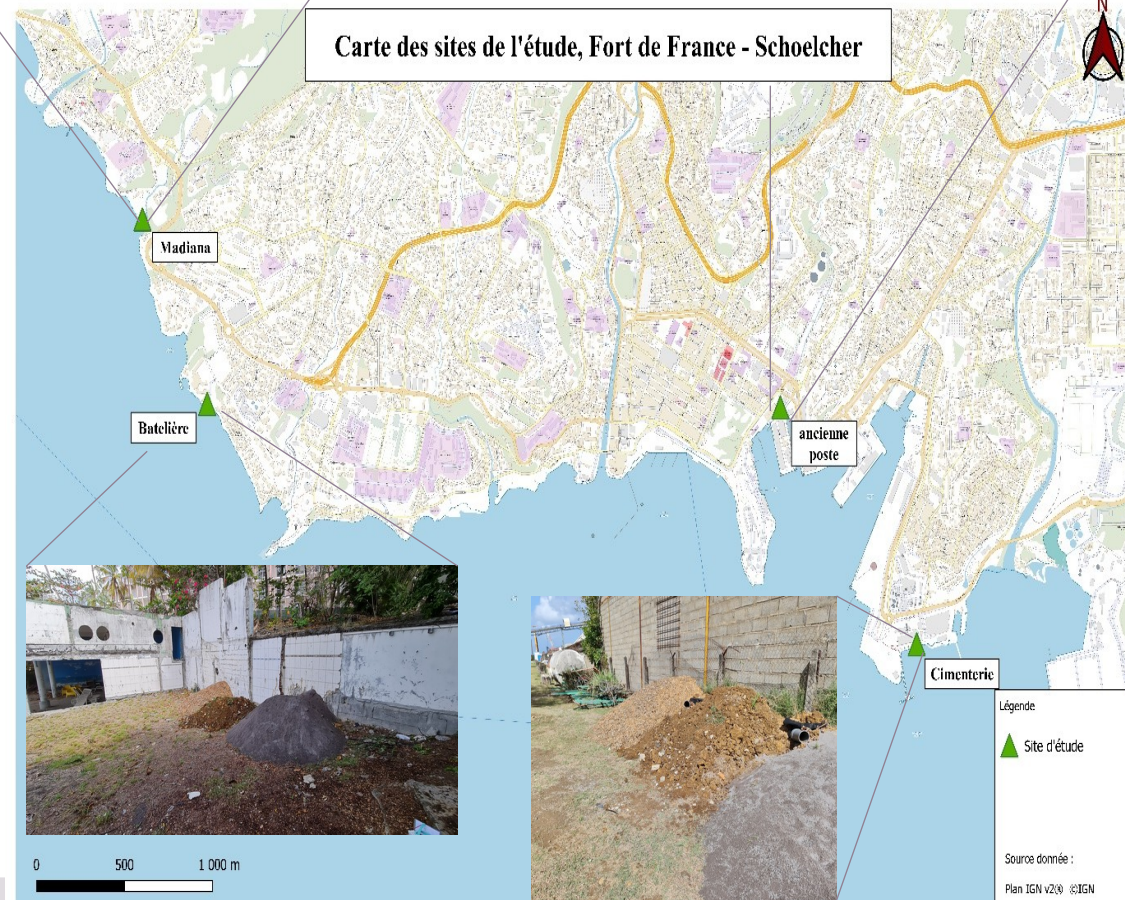 N
Carte des sites de l'étude, Fort de France - Schoelcher
Madiana
Batelière
ancienne
poste
Cimenterie
Légende
Site d'étude
0 500 1 000 m
Source donnée :
Plan IGN v2® ©IGN